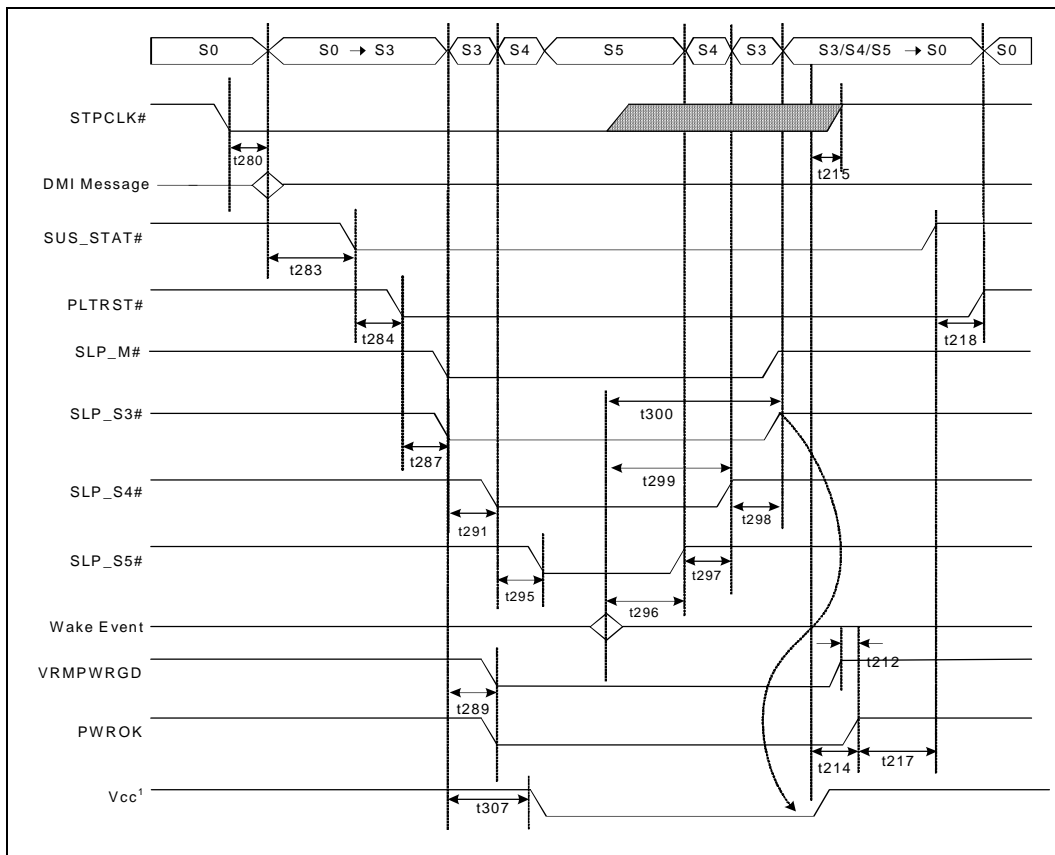 S0 S0 → S3 S3 S4 S5 S4 S3 S3/S4/S5 → S0 S0
STPCLK#
t280
t215
DMI Message
SUS_STAT#
t283
PLTRST#
t284
t218
SLP_M#
t300
SLP_S3#
t287
t299
SLP_S4#
t291
t298
SLP_S5#
t297
t295
t296
Wake Event
t212
VRMPWRGD
t289
PWROK
t214
t217
Vcc¹
t307